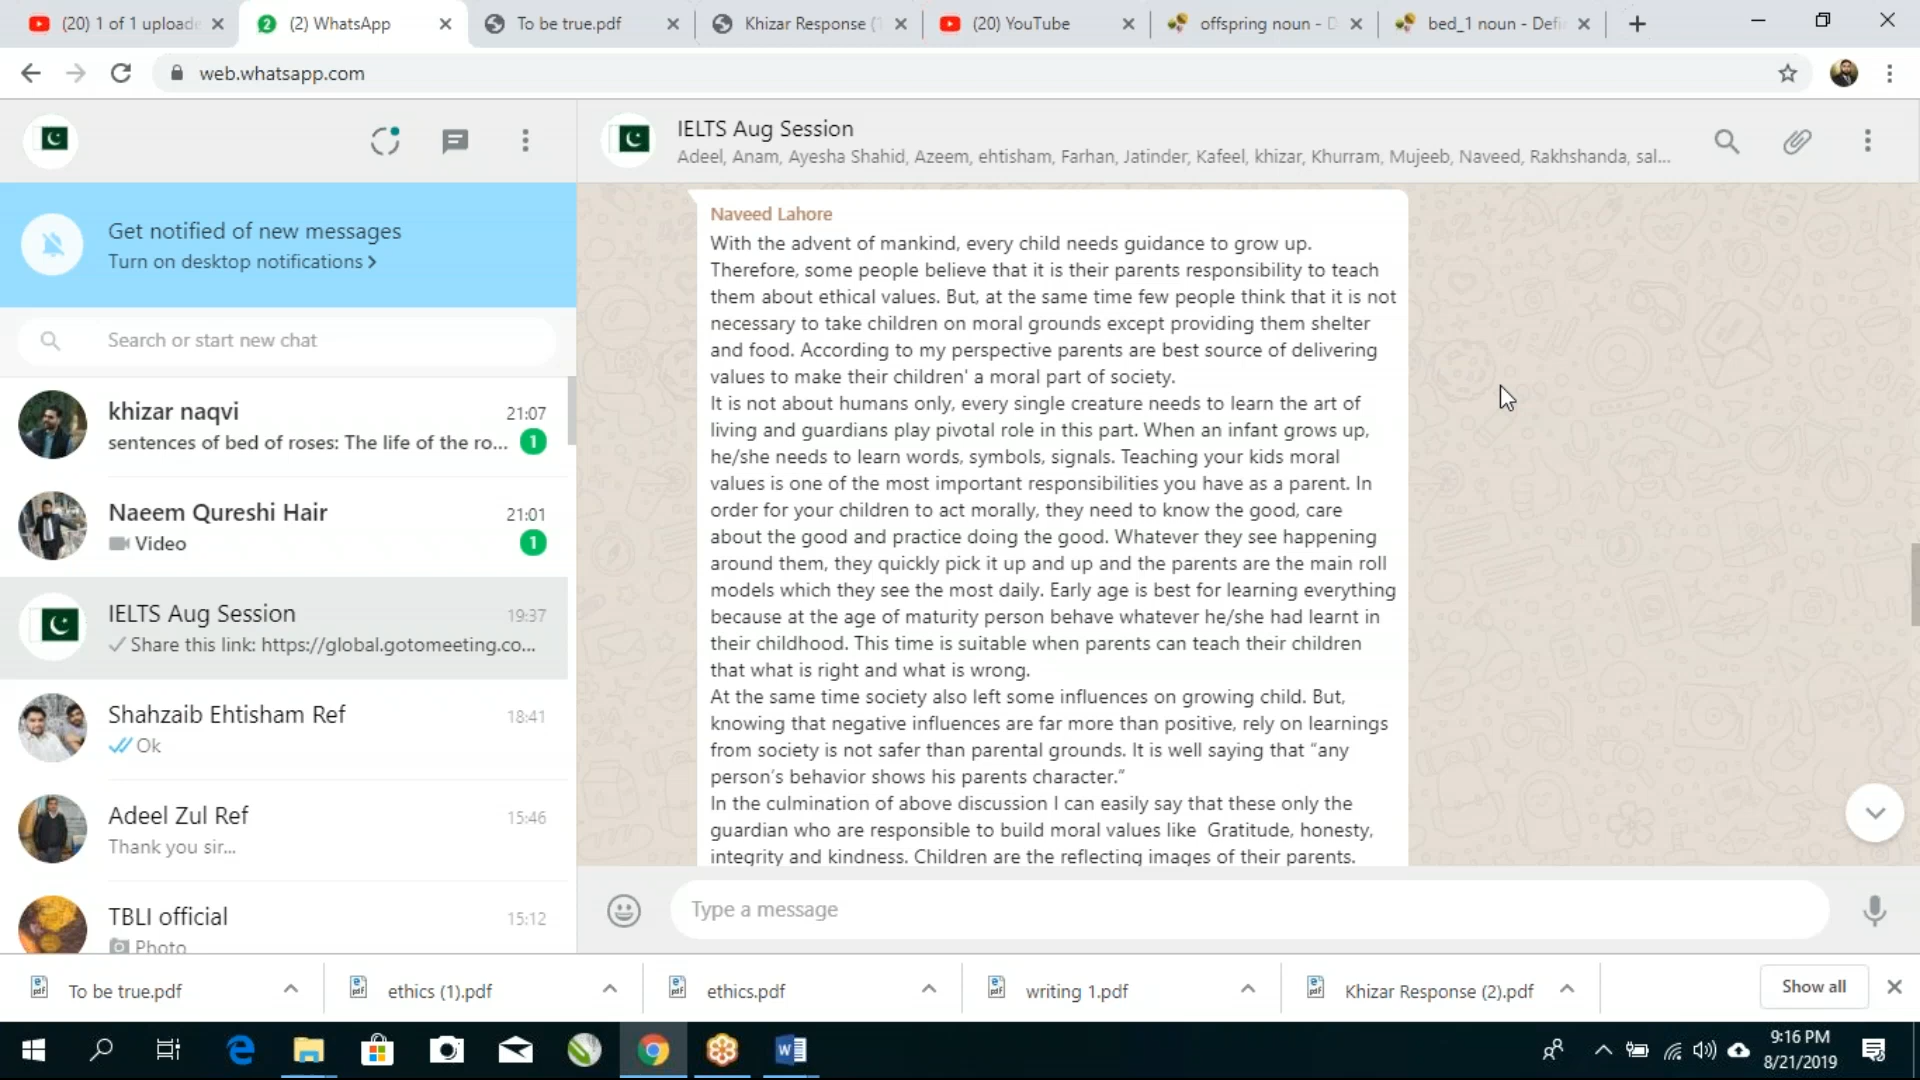 (20) 1 of 1 uploade
(2) WhatsApp
To be true.pdf
Khizar Response (1
(20) YouTube
offspring noun - D
bed_1 noun - Defi
web.whatsapp.com
IELTS Aug Session
Adeel, Anam, Ayesha Shahid, Azeem, ehtisham, Farhan, Jatinder, Kafeel, khizar, Khurram, Mujeeb, Naveed, Rakhshanda, sal...
Get notified of new messages
Turn on desktop notifications >
Search or start new chat
khizar naqvi
21:07
sentences of bed of roses: The life of the ro...
1
Naeem Qureshi Hair
21:01
Video
1
IELTS Aug Session
19:37
Share this link: https://global.gotomeeting.co...
Shahzaib Ehtisham Ref
18:41
Ok
Adeel Zul Ref
15:46
Thank you sir...
TBLI official
15:12
Photo
Naveed Lahore
With the advent of mankind, every child needs guidance to grow up.
Therefore, some people believe that it is their parents responsibility to teach
them about ethical values. But, at the same time few people think that it is not
necessary to take children on moral grounds except providing them shelter
and food. According to my perspective parents are best source of delivering
values to make their children' a moral part of society.
It is not about humans only, every single creature needs to learn the art of
living and guardians play pivotal role in this part. When an infant grows up,
he/she needs to learn words, symbols, signals. Teaching your kids moral
values is one of the most important responsibilities you have as a parent. In
order for your children to act morally, they need to know the good, care
about the good and practice doing the good. Whatever they see happening
around them, they quickly pick it up and up and the parents are the main roll
models which they see the most daily. Early age is best for learning everything
because at the age of maturity person behave whatever he/she had learnt in
their childhood. This time is suitable when parents can teach their children
that what is right and what is wrong.
At the same time society also left some influences on growing child. But,
knowing that negative influences are far more than positive, rely on learnings
from society is not safer than parental grounds. It is well saying that "any
person's behavior shows his parents character."
In the culmination of above discussion I can easily say that these only the
guardian who are responsible to build moral values like  Gratitude, honesty,
integrity and kindness. Children are the reflecting images of their parents.
Type a message
To be true.pdf
ethics (1).pdf
ethics.pdf
writing 1.pdf
Khizar Response (2).pdf
Show all
9:16 PM
8/21/2019